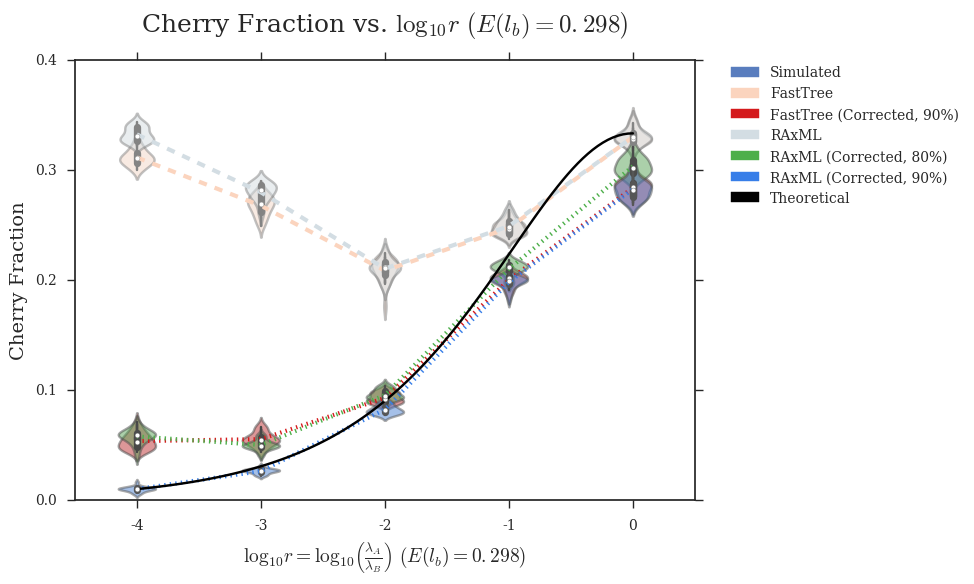 Cherry Fraction vs. log₁₀r (E(l_b) = 0.298)
0.4
0.3
0.2
0.1
0.0
Cherry Fraction
-4 -3 -2 -1 0
log₁₀r = log₁₀(λ_A/λ_B) (E(l_b) = 0.298)
Simulated
FastTree
FastTree (Corrected, 90%)
RAxML
RAxML (Corrected, 80%)
RAxML (Corrected, 90%)
Theoretical